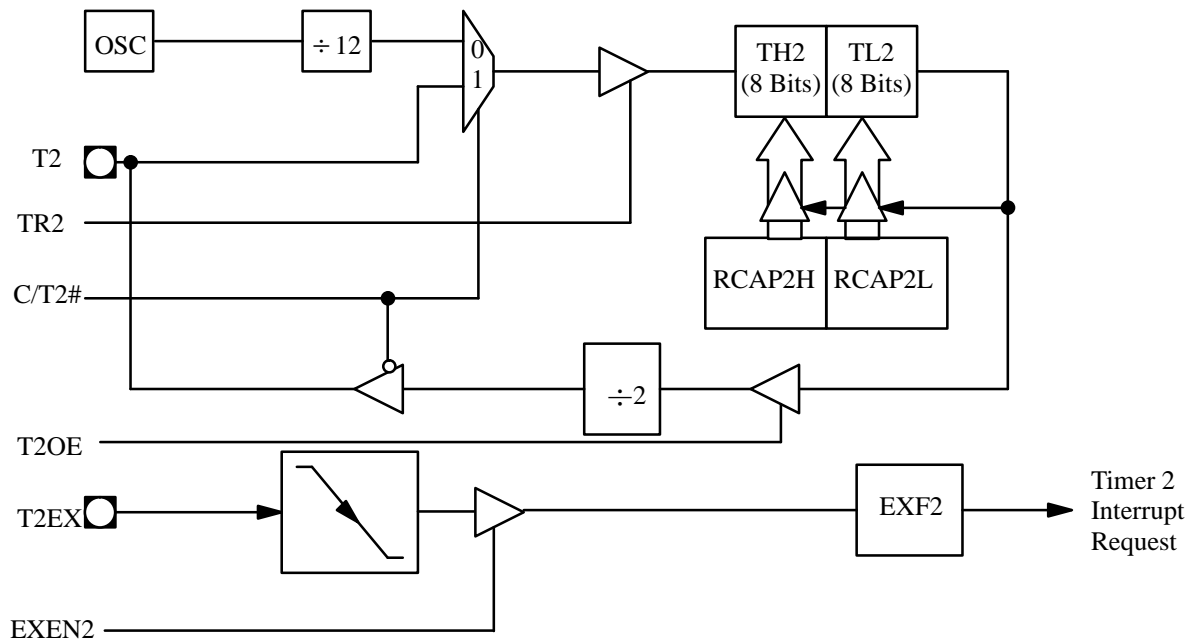 OSC
÷ 12
0
1
TH2
(8 Bits)
TL2
(8 Bits)
T2
TR2
RCAP2H
RCAP2L
C/T2#
÷2
T2OE
T2EX
EXF2
Timer 2
Interrupt
Request
EXEN2